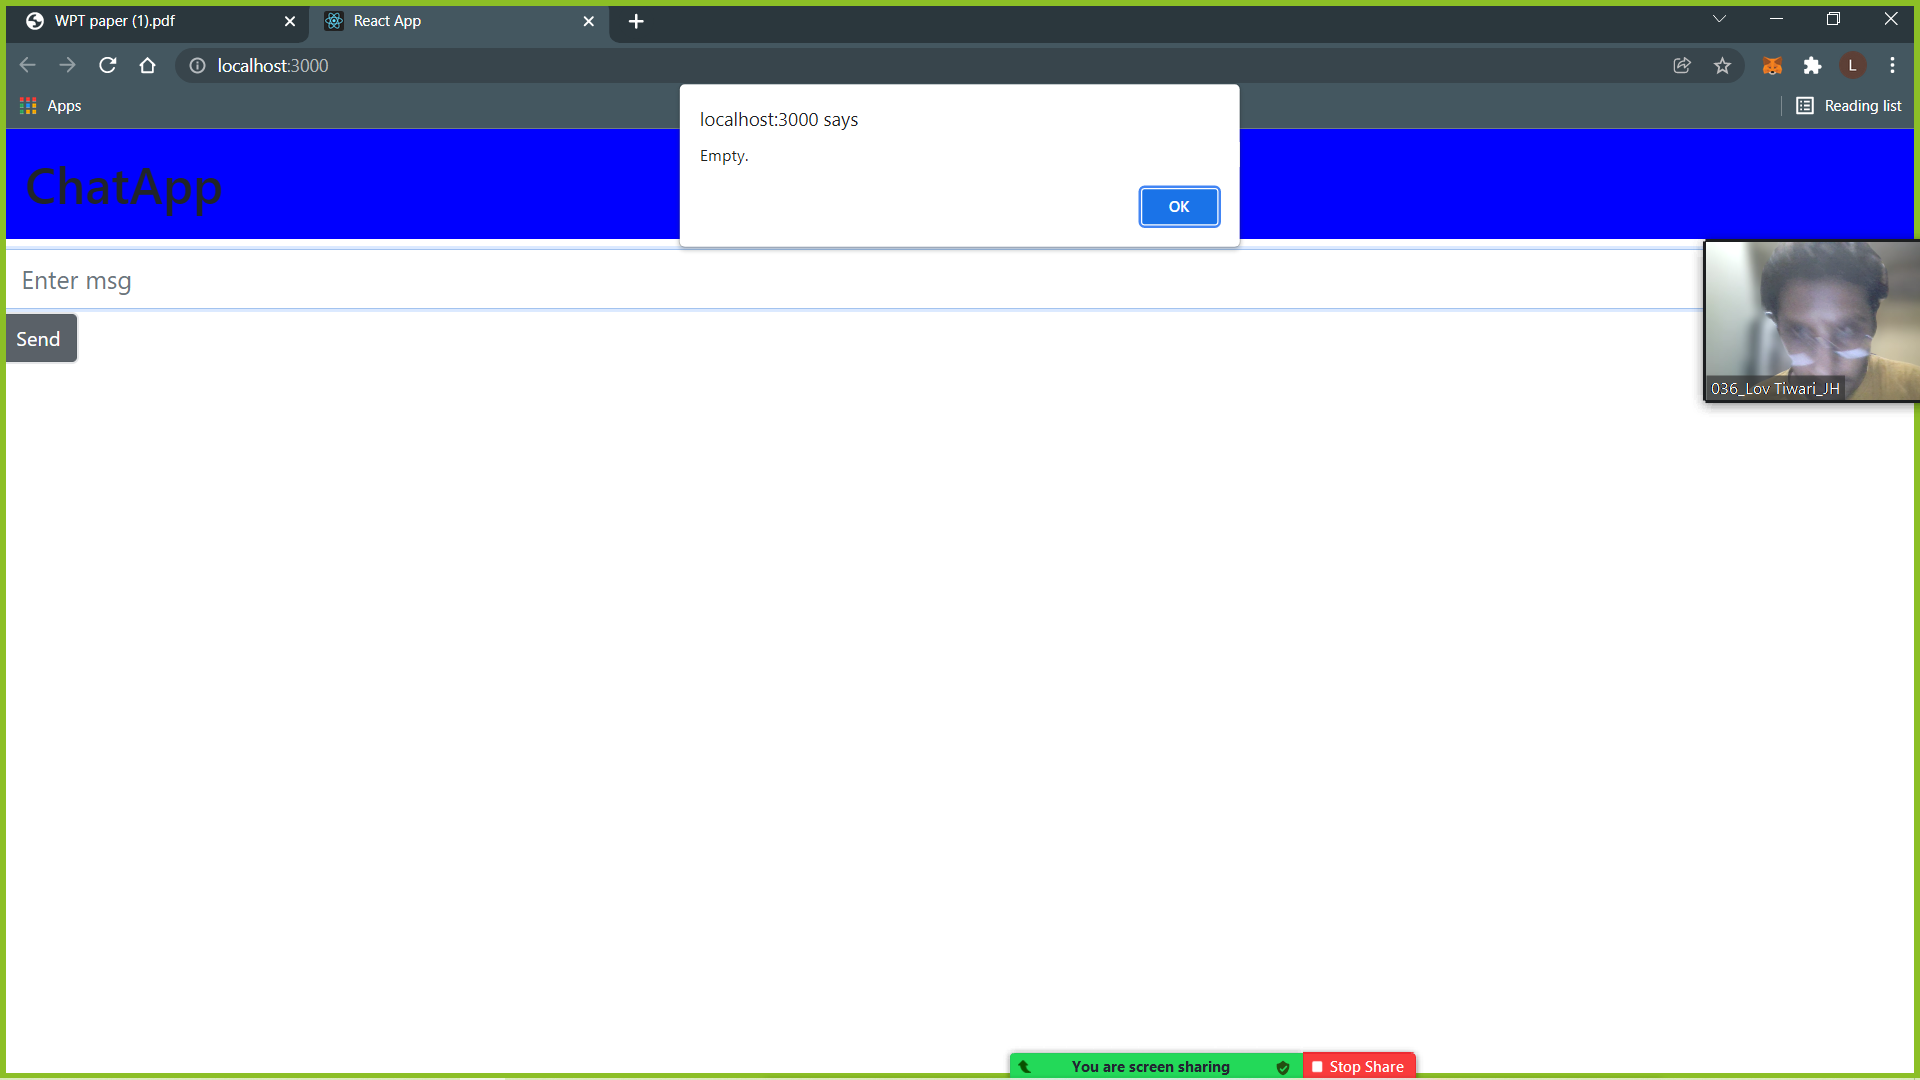 WPT paper (1).pdf
React App
localhost:3000
L
Apps
Reading list
localhost:3000 says
Empty.
OK
ChatApp
Enter msg
Send
036_Lov Tiwari_JH
You are screen sharing
Stop Share